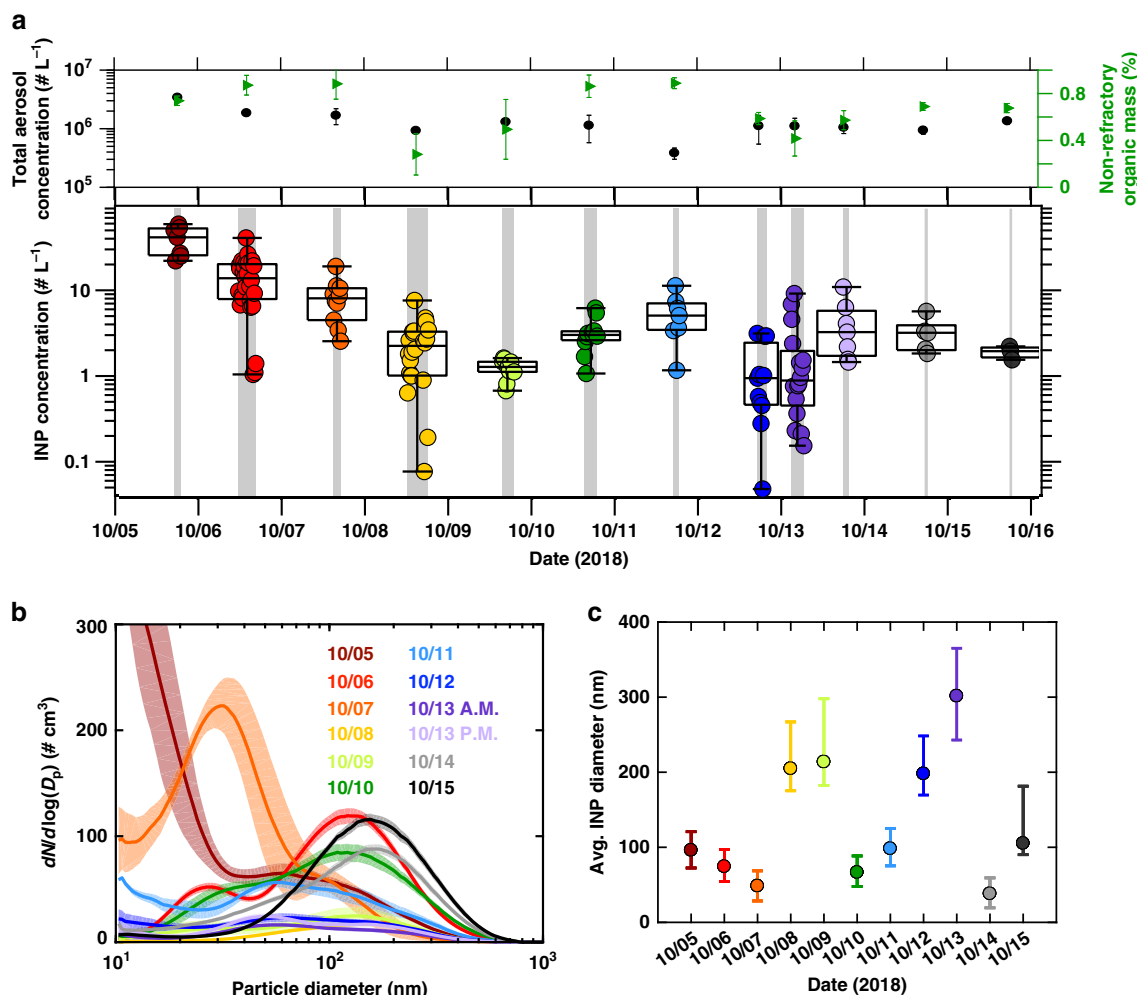 a
Total aerosol
concentration (# L⁻¹)
10⁷
10⁶
10⁵
0.8
0.4
0
Non-refractory
organic mass (%)
INP concentration (# L⁻¹)
10
1
0.1
10/05 10/06 10/07 10/08 10/09 10/10 10/11 10/12 10/13 10/14 10/15 10/16
Date (2018)
b
dN/dlog(Dₚ) (# cm³)
300
200
100
0
10/05 10/11
10/06 10/12
10/07 10/13 A.M.
10/08 10/13 P.M.
10/09 10/14
10/10 10/15
10¹ 10² 10³
Particle diameter (nm)
c
Avg. INP diameter (nm)
400
300
200
100
0
10/05 10/06 10/07 10/08 10/09 10/10 10/11 10/12 10/13 10/14 10/15
Date (2018)